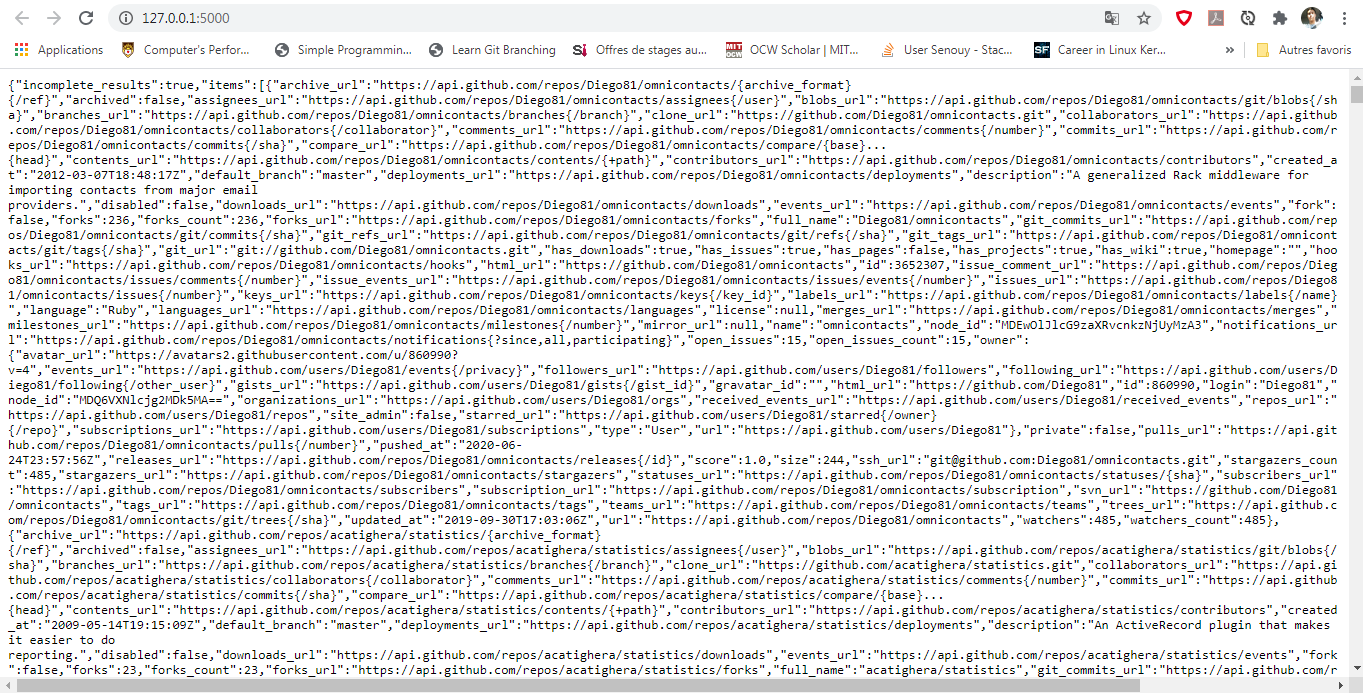 127.0.0.1:5000
Applications
Computer's Perfor...
Simple Programmin...
Learn Git Branching
Offres de stages au...
OCW Scholar | MIT...
User Senouy - Stac...
Career in Linux Ker...
»
Autres favoris
{"incomplete_results":true,"items":[{"archive_url":"https://api.github.com/repos/Diego81/omnicontacts/{archive_format}
{/ref}","archived":false,"assignees_url":"https://api.github.com/repos/Diego81/omnicontacts/assignees{/user}","blobs_url":"https://api.github.com/repos/Diego81/omnicontacts/git/blobs{/sh
a}","branches_url":"https://api.github.com/repos/Diego81/omnicontacts/branches{/branch}","clone_url":"https://github.com/Diego81/omnicontacts.git","collaborators_url":"https://api.github
.com/repos/Diego81/omnicontacts/collaborators{/collaborator}","comments_url":"https://api.github.com/repos/Diego81/omnicontacts/comments{/number}","commits_url":"https://api.github.com/r
epos/Diego81/omnicontacts/commits{/sha}","compare_url":"https://api.github.com/repos/Diego81/omnicontacts/compare/{base}...
{head}","contents_url":"https://api.github.com/repos/Diego81/omnicontacts/contents/{+path}","contributors_url":"https://api.github.com/repos/Diego81/omnicontacts/contributors","created_a
t":"2012-03-07T18:48:17Z","default_branch":"master","deployments_url":"https://api.github.com/repos/Diego81/omnicontacts/deployments","description":"A generalized Rack middleware for
importing contacts from major email
providers.","disabled":false,"downloads_url":"https://api.github.com/repos/Diego81/omnicontacts/downloads","events_url":"https://api.github.com/repos/Diego81/omnicontacts/events","fork":
false,"forks":236,"forks_count":236,"forks_url":"https://api.github.com/repos/Diego81/omnicontacts/forks","full_name":"Diego81/omnicontacts","git_commits_url":"https://api.github.com/rep
os/Diego81/omnicontacts/git/commits{/sha}","git_refs_url":"https://api.github.com/repos/Diego81/omnicontacts/git/refs{/sha}","git_tags_url":"https://api.github.com/repos/Diego81/omniconta
cts/git/tags{/sha}","git_url":"git://github.com/Diego81/omnicontacts.git","has_downloads":true,"has_issues":true,"has_pages":false,"has_projects":true,"has_wiki":true,"homepage":"","hoo
ks_url":"https://api.github.com/repos/Diego81/omnicontacts/hooks","html_url":"https://github.com/Diego81/omnicontacts","id":3652307,"issue_comment_url":"https://api.github.com/repos/Dieg
o81/omnicontacts/issues/comments{/number}","issue_events_url":"https://api.github.com/repos/Diego81/omnicontacts/issues/events{/number}","issues_url":"https://api.github.com/repos/Diego8
1/omnicontacts/issues{/number}","keys_url":"https://api.github.com/repos/Diego81/omnicontacts/keys{/key_id}","labels_url":"https://api.github.com/repos/Diego81/omnicontacts/labels{/name}
","language":"Ruby","languages_url":"https://api.github.com/repos/Diego81/omnicontacts/languages","license":null,"merges_url":"https://api.github.com/repos/Diego81/omnicontacts/merges","
milestones_url":"https://api.github.com/repos/Diego81/omnicontacts/milestones{/number}","mirror_url":null,"name":"omnicontacts","node_id":"MDEwOlJlcG9zaXRvcnkzNjUyMzA3","notifications_ur
l":"https://api.github.com/repos/Diego81/omnicontacts/notifications{?since,all,participating}","open_issues":15,"open_issues_count":15,"owner":
{"avatar_url":"https://avatars2.githubusercontent.com/u/860990?
v=4","events_url":"https://api.github.com/users/Diego81/events{/privacy}","followers_url":"https://api.github.com/users/Diego81/followers","following_url":"https://api.github.com/users/D
iego81/following{/other_user}","gists_url":"https://api.github.com/users/Diego81/gists{/gist_id}","gravatar_id":"","html_url":"https://github.com/Diego81","id":860990,"login":"Diego81","
node_id":"MDQ6VXNlcjg2MDk5MA==","organizations_url":"https://api.github.com/users/Diego81/orgs","received_events_url":"https://api.github.com/users/Diego81/received_events","repos_url":"
https://api.github.com/users/Diego81/repos","site_admin":false,"starred_url":"https://api.github.com/users/Diego81/starred{/owner}
{/repo}","subscriptions_url":"https://api.github.com/users/Diego81/subscriptions","type":"User","url":"https://api.github.com/users/Diego81"},"private":false,"pulls_url":"https://api.git
hub.com/repos/Diego81/omnicontacts/pulls{/number}","pushed_at":"2020-06-
24T23:57:56Z","releases_url":"https://api.github.com/repos/Diego81/omnicontacts/releases{/id}","score":1.0,"size":244,"ssh_url":"git@github.com:Diego81/omnicontacts.git","stargazers_coun
t":485,"stargazers_url":"https://api.github.com/repos/Diego81/omnicontacts/stargazers","statuses_url":"https://api.github.com/repos/Diego81/omnicontacts/statuses/{sha}","subscribers_url"
:"https://api.github.com/repos/Diego81/omnicontacts/subscribers","subscription_url":"https://api.github.com/repos/Diego81/omnicontacts/subscription","svn_url":"https://github.com/Diego81
/omnicontacts","tags_url":"https://api.github.com/repos/Diego81/omnicontacts/tags","teams_url":"https://api.github.com/repos/Diego81/omnicontacts/teams","trees_url":"https://api.github.c
om/repos/Diego81/omnicontacts/git/trees{/sha}","updated_at":"2019-09-30T17:03:06Z","url":"https://api.github.com/repos/Diego81/omnicontacts","watchers":485,"watchers_count":485},
{"archive_url":"https://api.github.com/repos/acatighera/statistics/{archive_format}
{/ref}","archived":false,"assignees_url":"https://api.github.com/repos/acatighera/statistics/assignees{/user}","blobs_url":"https://api.github.com/repos/acatighera/statistics/git/blobs{/
sha}","branches_url":"https://api.github.com/repos/acatighera/statistics/branches{/branch}","clone_url":"https://github.com/acatighera/statistics.git","collaborators_url":"https://api.gi
thub.com/repos/acatighera/statistics/collaborators{/collaborator}","comments_url":"https://api.github.com/repos/acatighera/statistics/comments{/number}","commits_url":"https://api.github
.com/repos/acatighera/statistics/commits{/sha}","compare_url":"https://api.github.com/repos/acatighera/statistics/compare/{base}...
{head}","contents_url":"https://api.github.com/repos/acatighera/statistics/contents/{+path}","contributors_url":"https://api.github.com/repos/acatighera/statistics/contributors","created
_at":"2009-05-14T19:15:09Z","default_branch":"master","deployments_url":"https://api.github.com/repos/acatighera/statistics/deployments","description":"An ActiveRecord plugin that makes
it easier to do
reporting.","disabled":false,"downloads_url":"https://api.github.com/repos/acatighera/statistics/downloads","events_url":"https://api.github.com/repos/acatighera/statistics/events","fork
":false,"forks":23,"forks_count":23,"forks_url":"https://api.github.com/repos/acatighera/statistics/forks","full_name":"acatighera/statistics","git_commits_url":"https://api.github.com/r